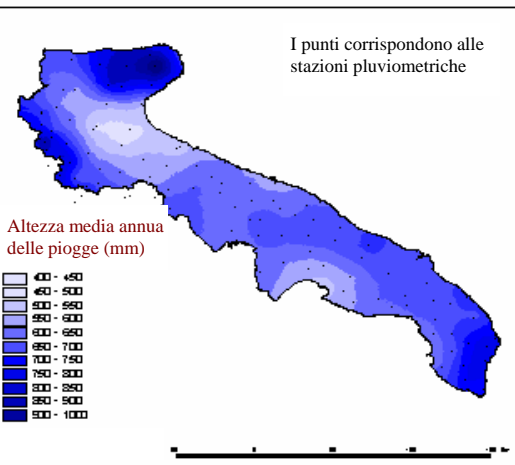 I punti corrispondono alle
stazioni pluviometriche
Altezza media annua
delle piogge (mm)
400 - 450
450 - 500
500 - 550
550 - 600
600 - 650
650 - 700
700 - 750
750 - 800
800 - 850
850 - 900
900 - 1000